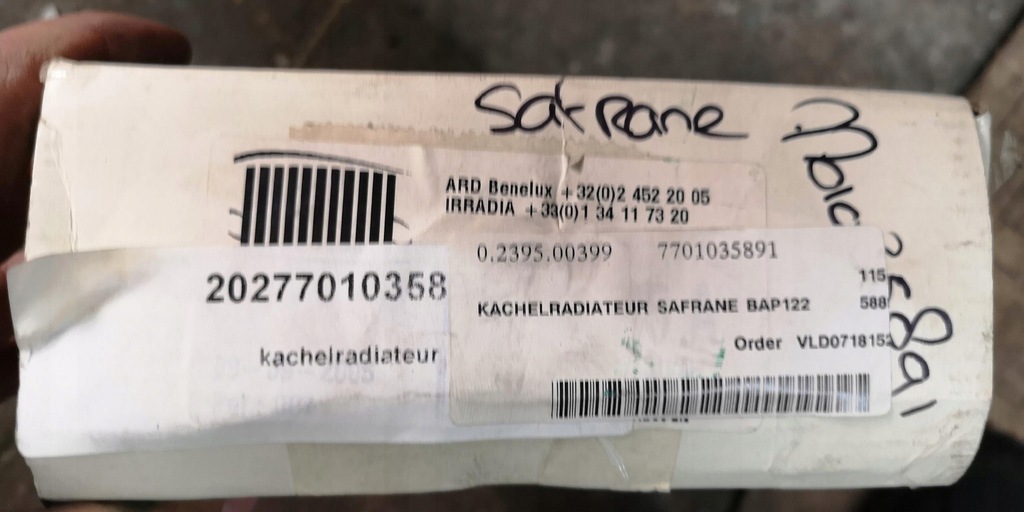 Safrane
ARD Benelux +32(0)2 452 20 05
IRRADIA +33(0)1 34 11 73 20
0.2395.00399 7701035891
115
KACHELRADIATEUR SAFRANE BAP122 588
Order VLD0718152
20277010358
kachelradiateur